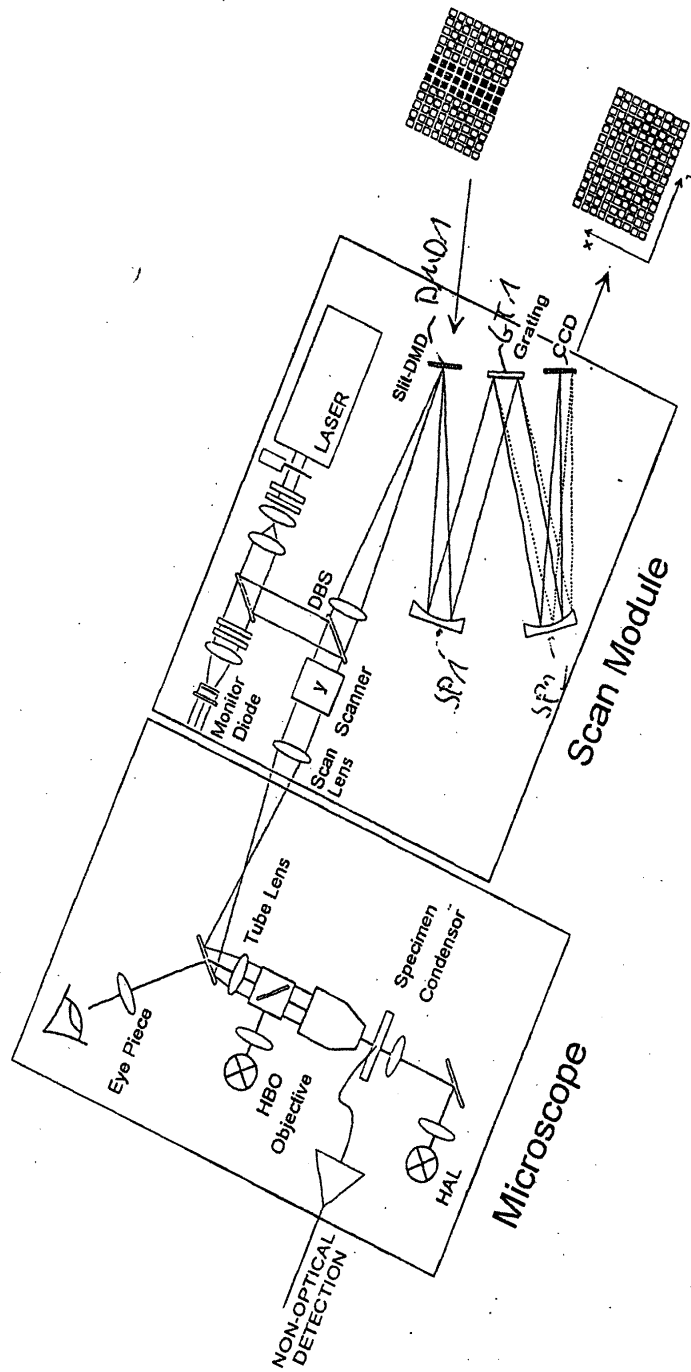 Microscope
Eye Piece
Tube Lens
HBO
Objective
Specimen
Condensor
HAL
NON-OPTICAL
DETECTION
Scan Module
LASER
Monitor
Diode
DBS
Scanner
y
Scan
Lens
Slit-DMD
DMD1
Grating
GT1
CCD
SP1
x